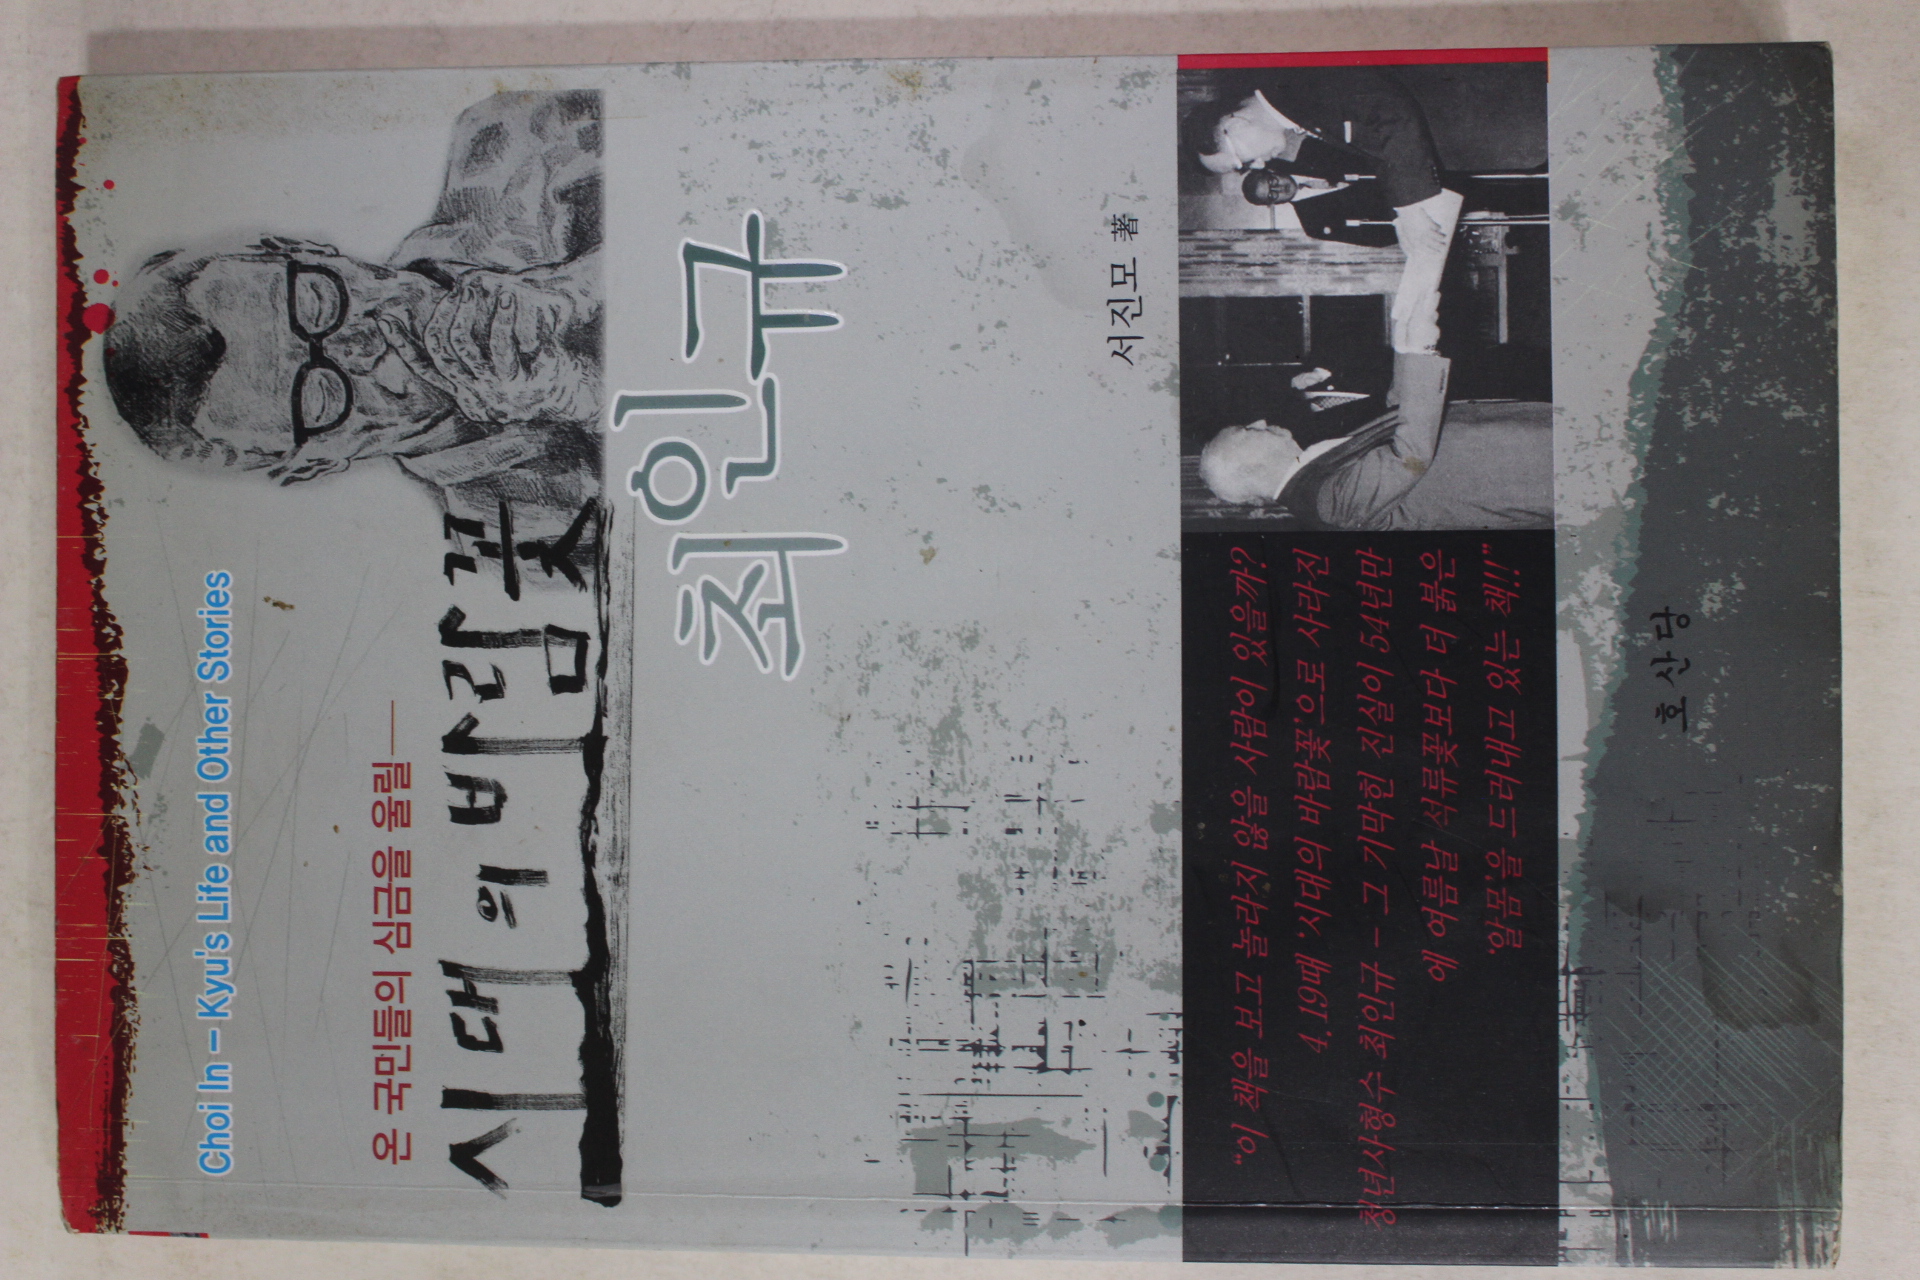 Choi In - Kyu's Life and Other Stories
온 국민들의 심금을 울릴
시대의 바람꽃
최인규
서진모 著
"이 책을 보고 놀라지 않을 사람이 있을까?
4.19때 '시대의 바람꽃'으로 사라진
청년사형수 최인규 - 그 기막힌 진실이 54년만
에 여름날 석류꽃보다 더 붉은
'알몸'을 드러내고 있는 책!!"
호산당